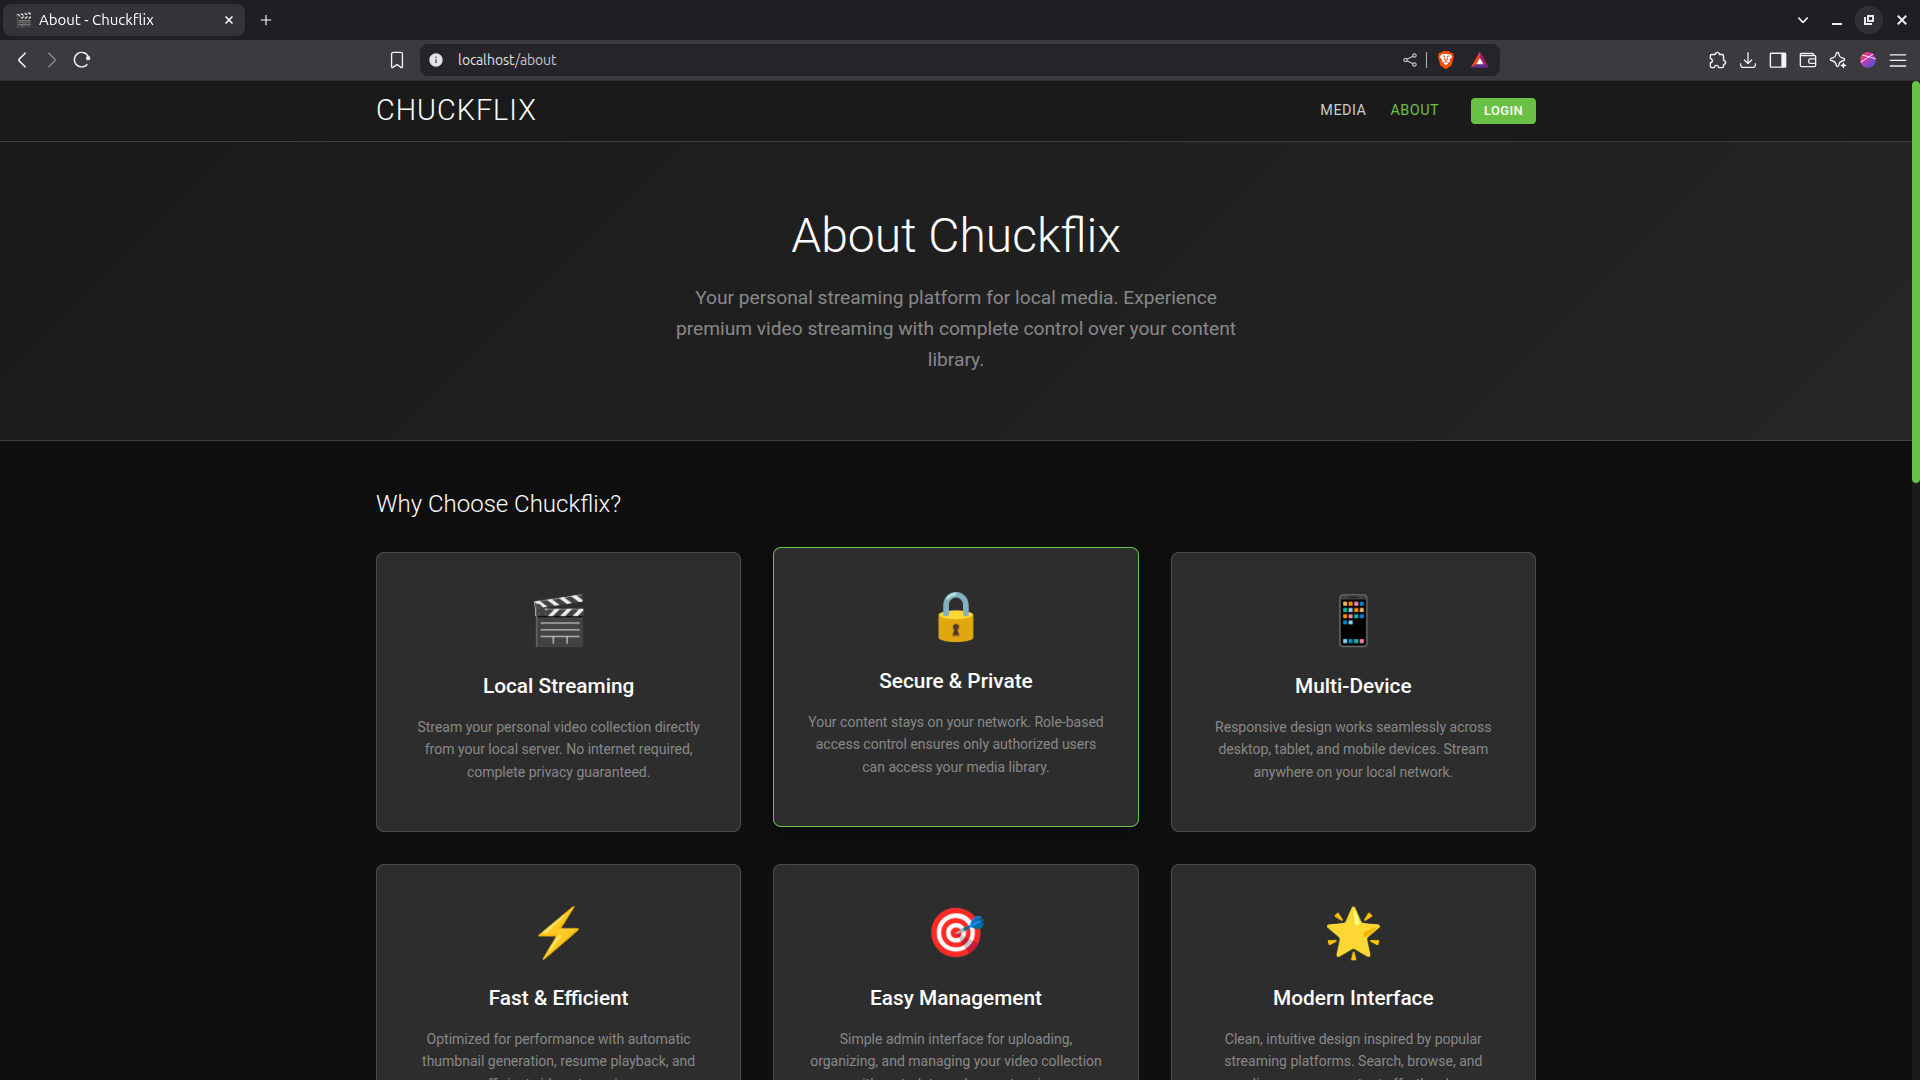 About - Chuckflix
localhost/about
CHUCKFLIX
MEDIA
ABOUT
LOGIN
About Chuckflix
Your personal streaming platform for local media. Experience
premium video streaming with complete control over your content
library.
Why Choose Chuckflix?
Local Streaming
Stream your personal video collection directly
from your local server. No internet required,
complete privacy guaranteed.
Secure & Private
Your content stays on your network. Role-based
access control ensures only authorized users
can access your media library.
Multi-Device
Responsive design works seamlessly across
desktop, tablet, and mobile devices. Stream
anywhere on your local network.
Fast & Efficient
Optimized for performance with automatic
thumbnail generation, resume playback, and
Easy Management
Simple admin interface for uploading,
organizing, and managing your video collection
Modern Interface
Clean, intuitive design inspired by popular
streaming platforms. Search, browse, and